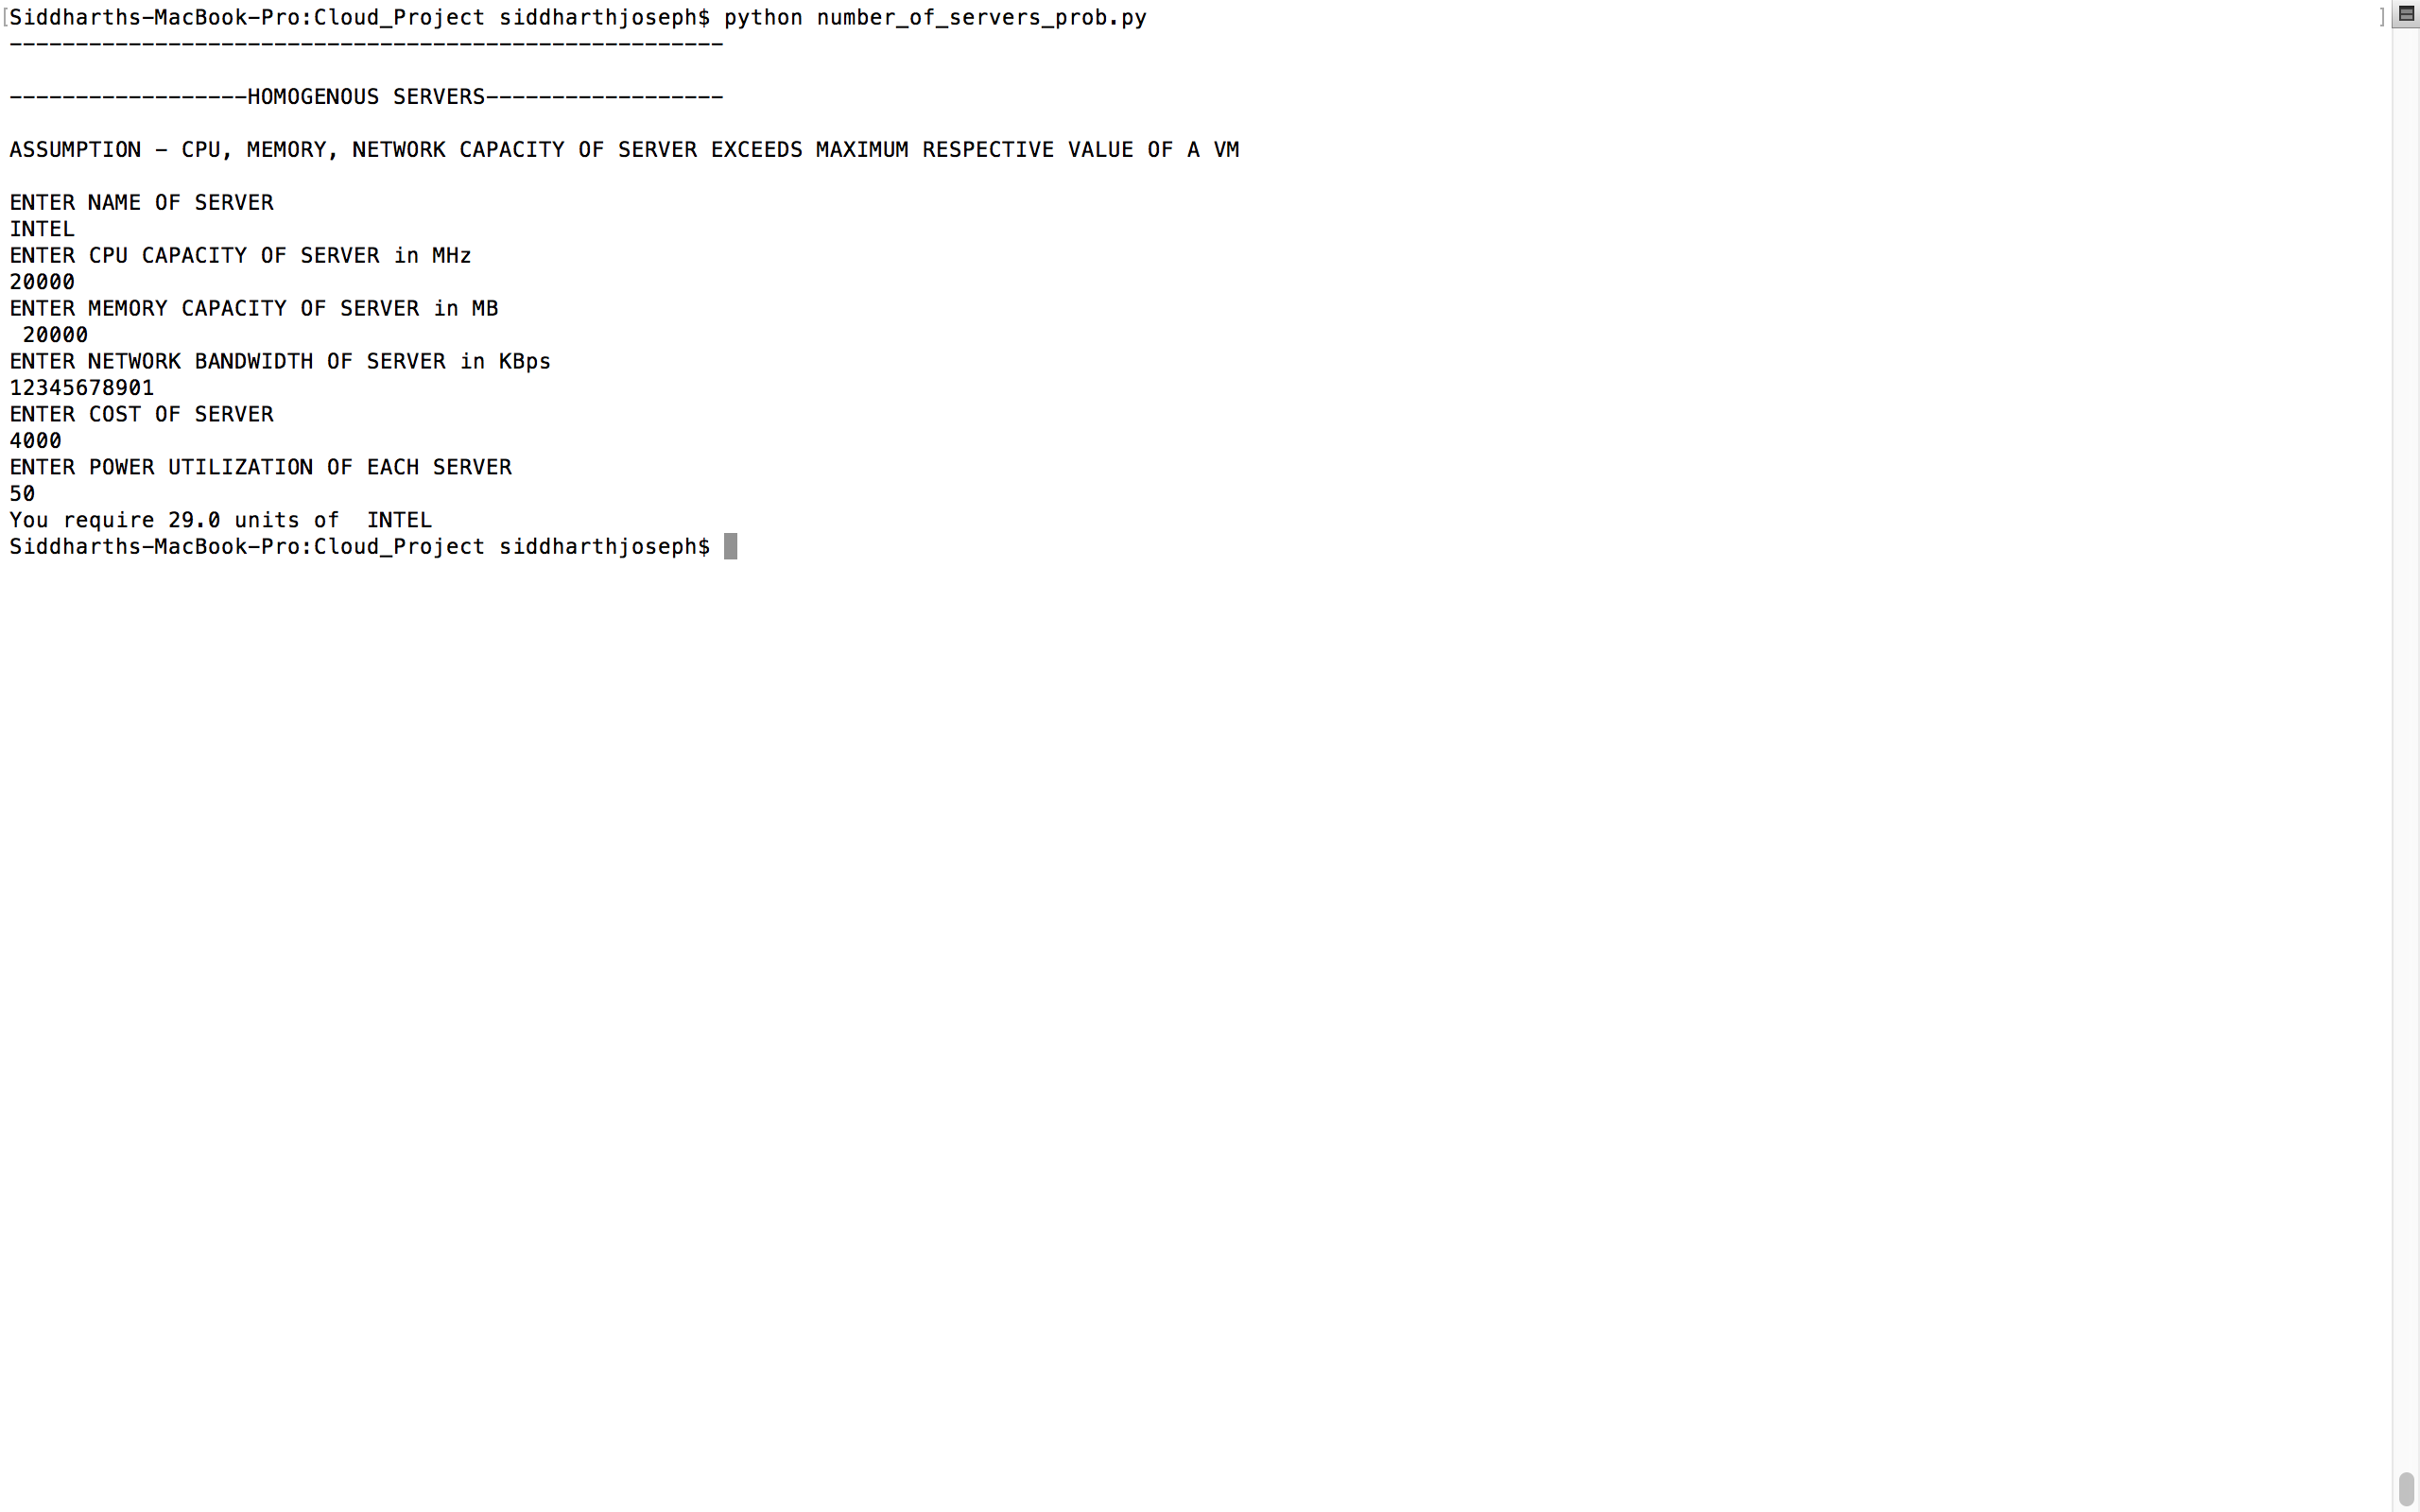 [Siddharths-MacBook-Pro:Cloud_Project siddharthjoseph$ python number_of_servers_prob.py ]
------------------------------------------------------
------------------HOMOGENOUS SERVERS------------------
ASSUMPTION - CPU, MEMORY, NETWORK CAPACITY OF SERVER EXCEEDS MAXIMUM RESPECTIVE VALUE OF A VM
ENTER NAME OF SERVER
INTEL
ENTER CPU CAPACITY OF SERVER in MHz
20000
ENTER MEMORY CAPACITY OF SERVER in MB
 20000
ENTER NETWORK BANDWIDTH OF SERVER in KBps
12345678901
ENTER COST OF SERVER
4000
ENTER POWER UTILIZATION OF EACH SERVER
50
You require 29.0 units of  INTEL
Siddharths-MacBook-Pro:Cloud_Project siddharthjoseph$